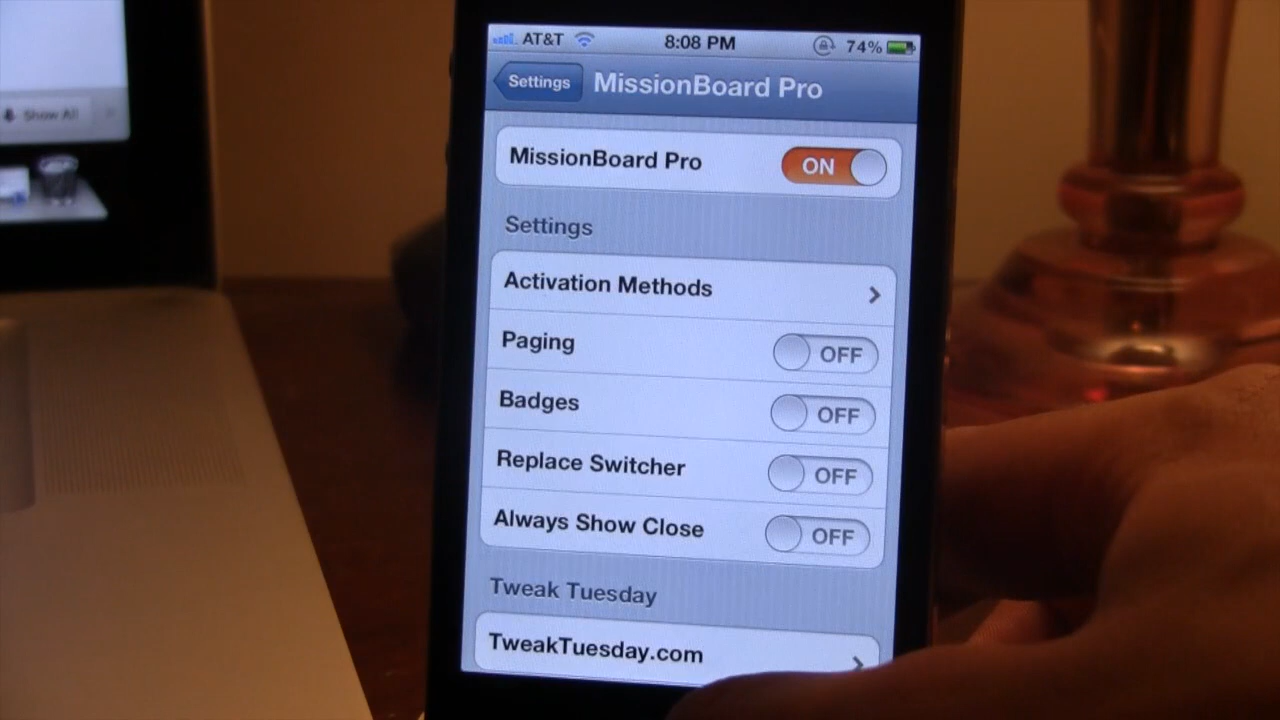 Show All
AT&T 8:08 PM 74%
Settings MissionBoard Pro
MissionBoard Pro ON
Settings
Activation Methods
Paging OFF
Badges OFF
Replace Switcher OFF
Always Show Close OFF
Tweak Tuesday
TweakTuesday.com